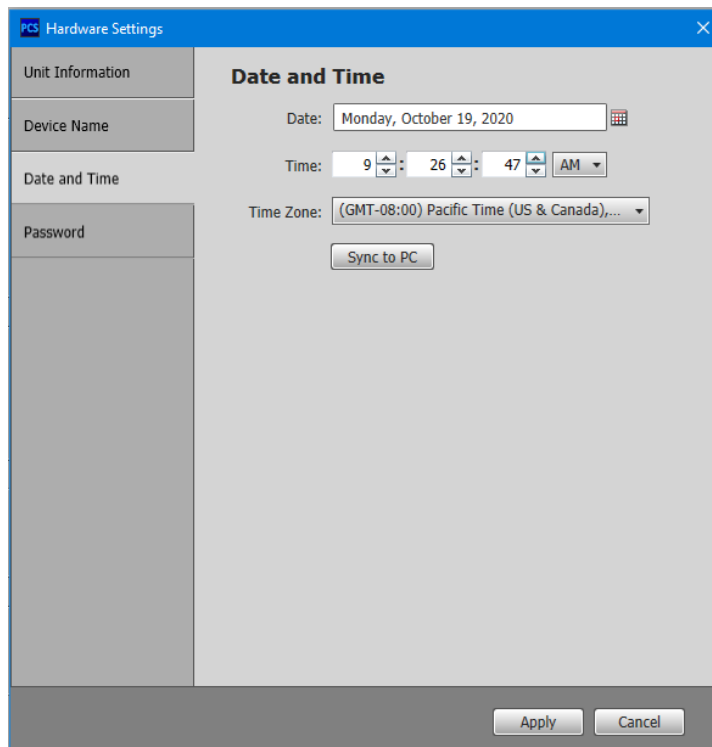 PCS Hardware Settings
Unit Information
Device Name
Date and Time
Password
Date and Time
Date: Monday, October 19, 2020
Time: 9 : 26 : 47 AM
Time Zone: (GMT-08:00) Pacific Time (US & Canada),...
Sync to PC
Apply Cancel